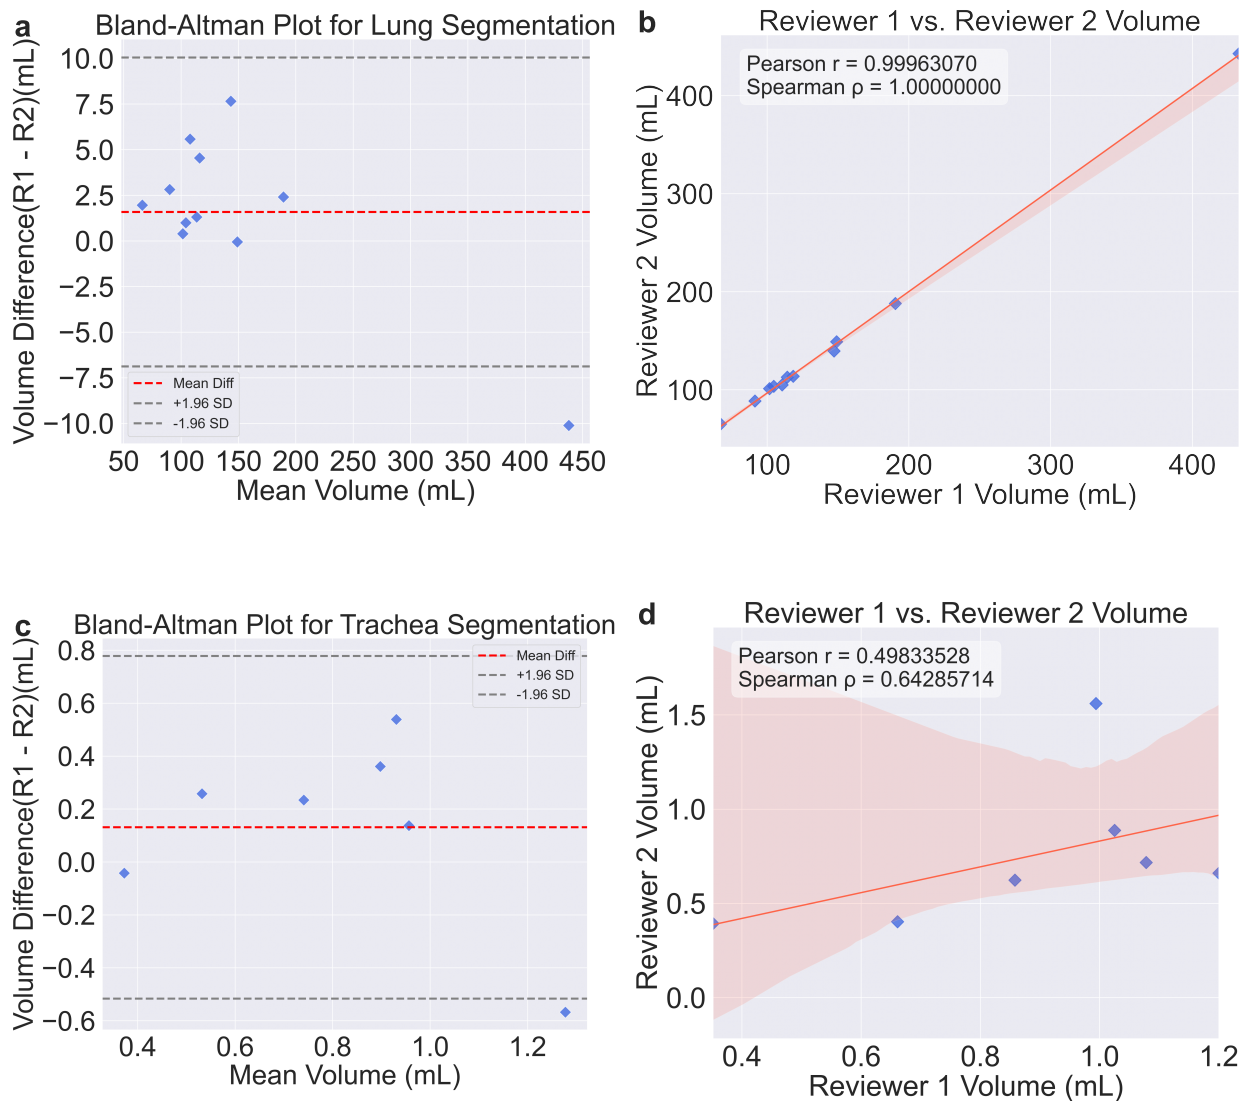 a
Bland-Altman Plot for Lung Segmentation
Volume Difference(R1 - R2)(mL)
10.0
7.5
5.0
2.5
0.0
−2.5
−5.0
−7.5
−10.0
Mean Diff
+1.96 SD
-1.96 SD
50 100 150 200 250 300 350 400 450
Mean Volume (mL)
b
Reviewer 1 vs. Reviewer 2 Volume
Pearson r = 0.99963070
Spearman ρ = 1.00000000
Reviewer 2 Volume (mL)
400
300
200
100
100 200 300 400
Reviewer 1 Volume (mL)
c
Bland-Altman Plot for Trachea Segmentation
Volume Difference(R1 - R2)(mL)
0.8
0.6
0.4
0.2
0.0
−0.2
−0.4
−0.6
Mean Diff
+1.96 SD
-1.96 SD
0.4 0.6 0.8 1.0 1.2
Mean Volume (mL)
d
Reviewer 1 vs. Reviewer 2 Volume
Pearson r = 0.49833528
Spearman ρ = 0.64285714
Reviewer 2 Volume (mL)
1.5
1.0
0.5
0.0
0.4 0.6 0.8 1.0 1.2
Reviewer 1 Volume (mL)